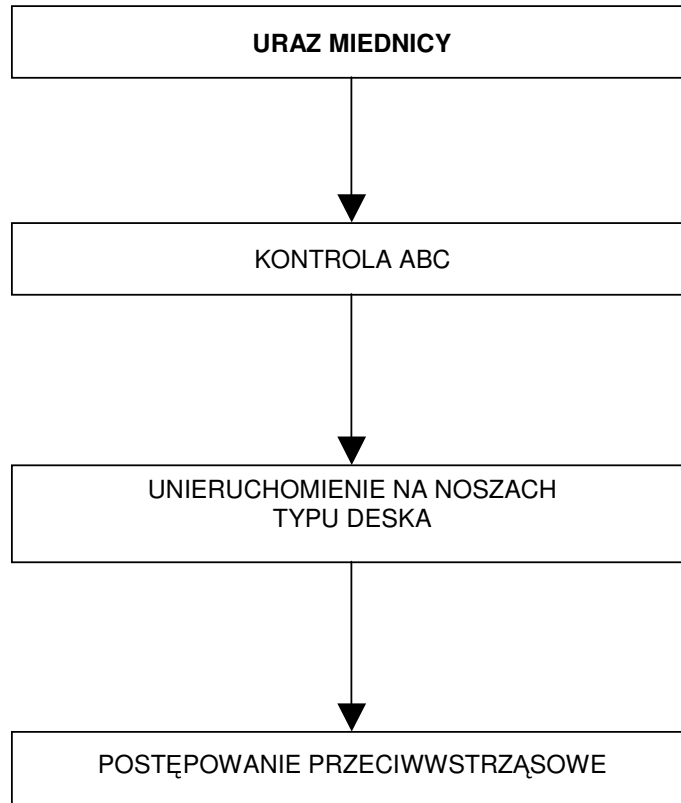 URAZ MIEDNICY
KONTROLA ABC
UNIERUCHOMIENIE NA NOSZACH
TYPU DESKA
POSTĘPOWANIE PRZECIWWSTRZĄSOWE